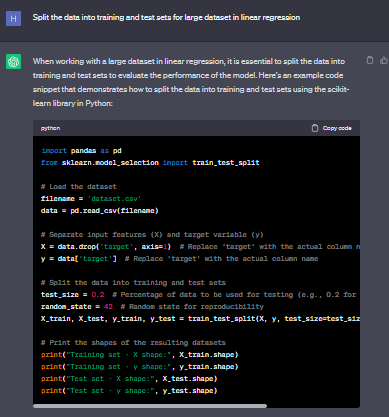 H
Split the data into training and test sets for large dataset in linear regression
When working with a large dataset in linear regression, it is essential to split the data into
training and test sets to evaluate the performance of the model. Here's an example code
snippet that demonstrates how to split the data into training and test sets using the scikit-
learn library in Python:
python Copy code
import pandas as pd
from sklearn.model_selection import train_test_split
# Load the dataset
filename = 'dataset.csv'
data = pd.read_csv(filename)
# Separate input features (X) and target variable (y)
X = data.drop('target', axis=1)  # Replace 'target' with the actual column n
y = data['target']  # Replace 'target' with the actual column name
# Split the data into training and test sets
test_size = 0.2  # Percentage of data to be used for testing (e.g., 0.2 for
random_state = 42  # Random state for reproducibility
X_train, X_test, y_train, y_test = train_test_split(X, y, test_size=test_siz
# Print the shapes of the resulting datasets
print("Training set - X shape:", X_train.shape)
print("Training set - y shape:", y_train.shape)
print("Test set - X shape:", X_test.shape)
print("Test set - y shape:", y_test.shape)